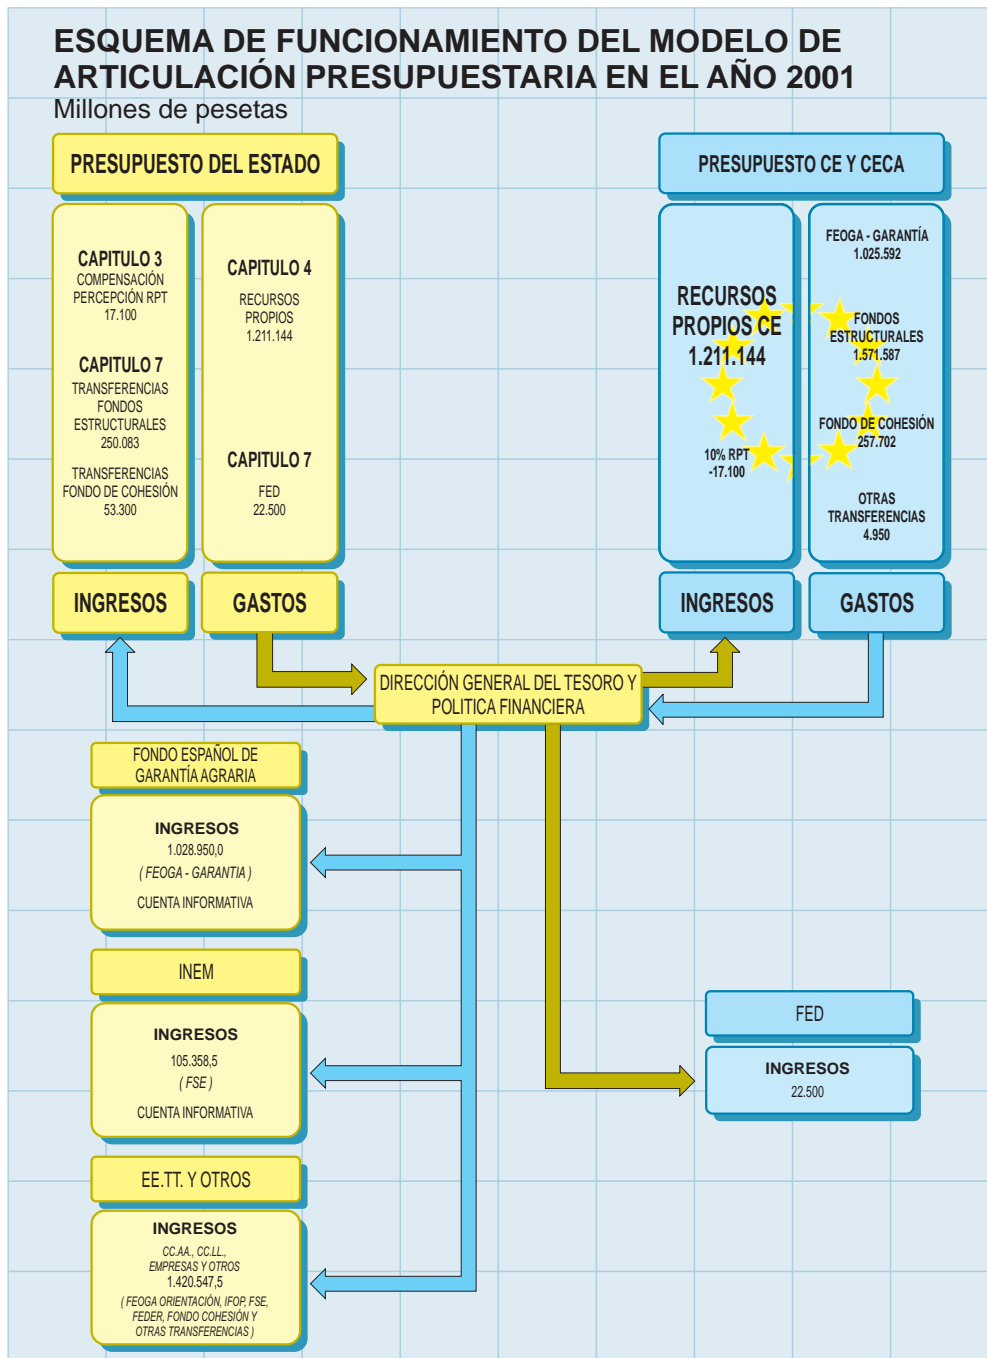 ESQUEMA DE FUNCIONAMIENTO DEL MODELO DE
ARTICULACIÓN PRESUPUESTARIA EN EL AÑO 2001
Millones de pesetas
PRESUPUESTO DEL ESTADO
CAPITULO 3
COMPENSACIÓN
PERCEPCIÓN RPT
17.100
CAPITULO 7
TRANSFERENCIAS
FONDOS
ESTRUCTURALES
250.083
TRANSFERENCIAS
FONDO DE COHESIÓN
53.300
INGRESOS
CAPITULO 4
RECURSOS
PROPIOS
1.211.144
CAPITULO 7
FED
22.500
GASTOS
PRESUPUESTO CE Y CECA
RECURSOS
PROPIOS CE
1.211.144
10% RPT
-17.100
INGRESOS
FEOGA - GARANTÍA
1.025.592
FONDOS
ESTRUCTURALES
1.571.587
FONDO DE COHESIÓN
257.702
OTRAS
TRANSFERENCIAS
4.950
GASTOS
DIRECCIÓN GENERAL DEL TESORO Y
POLITICA FINANCIERA
FONDO ESPAÑOL DE
GARANTÍA AGRARIA
INGRESOS
1.028.950,0
( FEOGA - GARANTIA )
CUENTA INFORMATIVA
INEM
INGRESOS
105.358,5
( FSE )
CUENTA INFORMATIVA
EE.TT. Y OTROS
INGRESOS
CC.AA., CC.LL.,
EMPRESAS Y OTROS
1.420.547,5
( FEOGA ORIENTACIÓN, IFOP, FSE,
FEDER, FONDO COHESIÓN Y
OTRAS TRANSFERENCIAS )
FED
INGRESOS
22.500